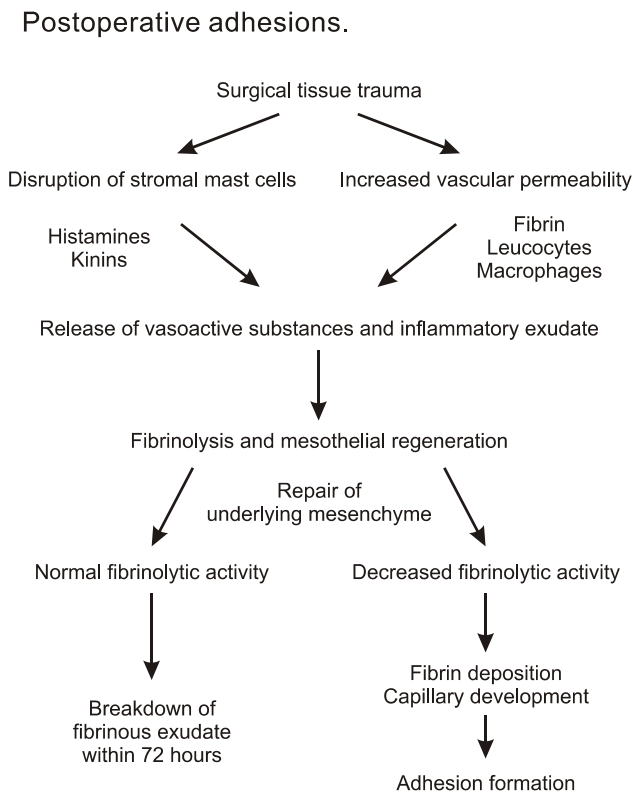 Postoperative adhesions.
Surgical tissue trauma
Disruption of stromal mast cells
Increased vascular permeability
Histamines
Kinins
Fibrin
Leucocytes
Macrophages
Release of vasoactive substances and inflammatory exudate
Fibrinolysis and mesothelial regeneration
Repair of
underlying mesenchyme
Normal fibrinolytic activity
Decreased fibrinolytic activity
Breakdown of
fibrinous exudate
within 72 hours
Fibrin deposition
Capillary development
Adhesion formation